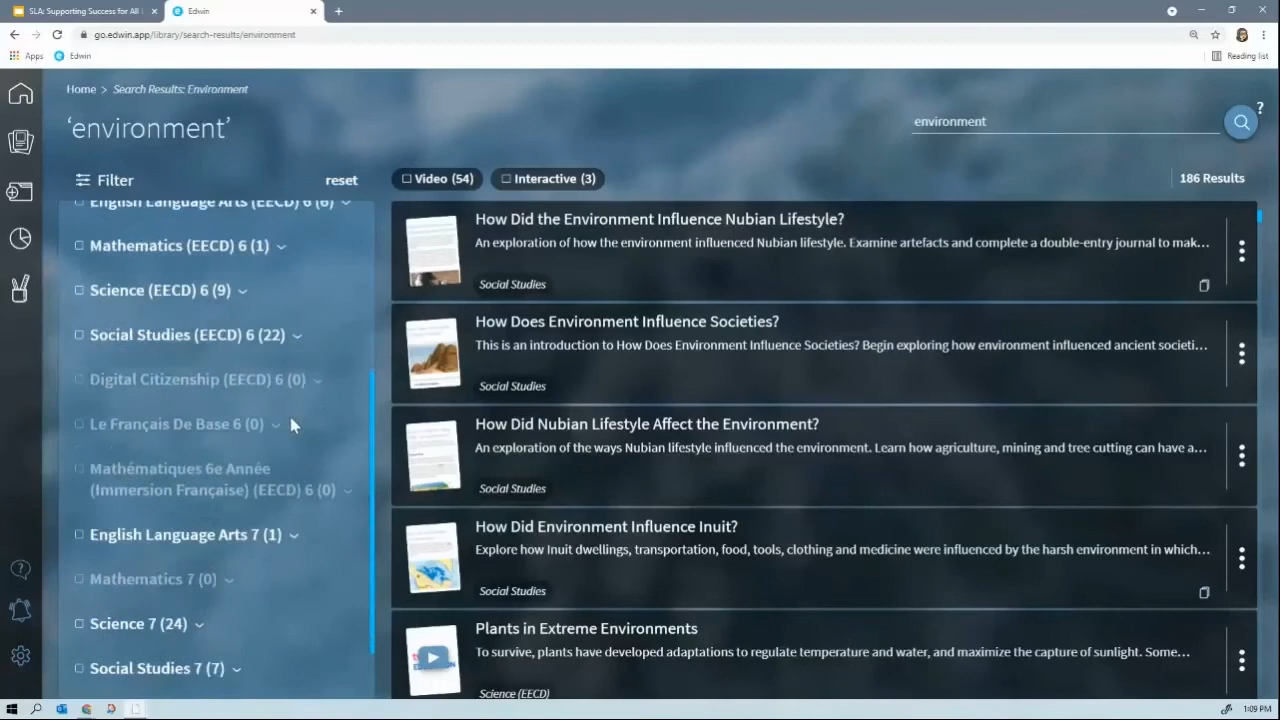 SLA: Supporting Success for All
Edwin
go.edwin.app/library/search-results/environment
Apps
Edwin
Reading list
Home > Search Results: Environment
?
'environment'
environment
Filter
reset
Video (54)
Interactive (3)
186 Results
English Language Arts (EECD) 6 (6)
Mathematics (EECD) 6 (1)
Science (EECD) 6 (9)
Social Studies (EECD) 6 (22)
Digital Citizenship (EECD) 6 (0)
Le Français De Base 6 (0)
Mathématiques 6e Année
(Immersion Française) (EECD) 6 (0)
English Language Arts 7 (1)
Mathematics 7 (0)
Science 7 (24)
Social Studies 7 (7)
How Did the Environment Influence Nubian Lifestyle?
An exploration of how the environment influenced Nubian lifestyle. Examine artefacts and complete a double-entry journal to mak...
Social Studies
How Does Environment Influence Societies?
This is an introduction to How Does Environment Influence Societies? Begin exploring how environment influenced ancient societi...
Social Studies
How Did Nubian Lifestyle Affect the Environment?
An exploration of the ways Nubian lifestyle influenced the environment. Learn how agriculture, mining and tree cutting can have a...
Social Studies
How Did Environment Influence Inuit?
Explore how Inuit dwellings, transportation, food, tools, clothing and medicine were influenced by the harsh environment in which...
Social Studies
Plants in Extreme Environments
To survive, plants have developed adaptations to regulate temperature and water, and maximize the capture of sunlight. Some...
Science (EECD)
1:09 PM